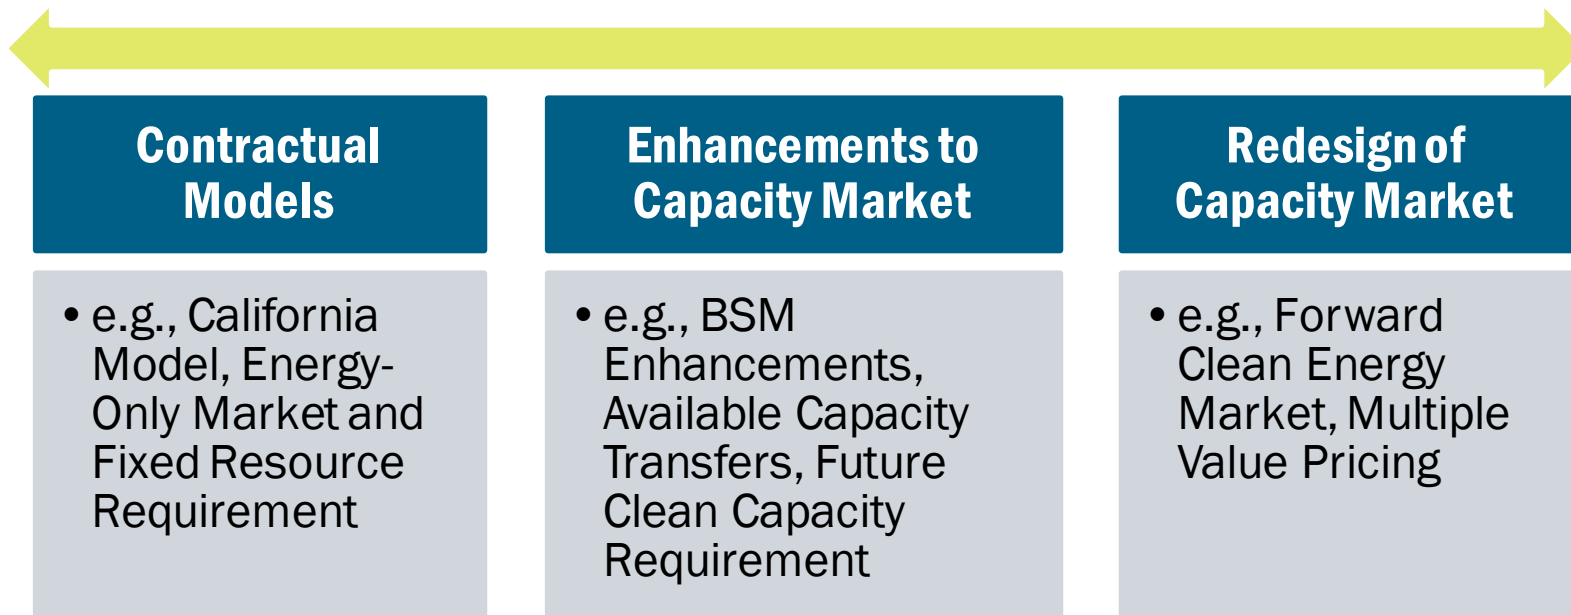 Contractual
Models
• e.g., California
Model, Energy-
Only Market and
Fixed Resource
Requirement
Enhancements to
Capacity Market
• e.g., BSM
Enhancements,
Available Capacity
Transfers, Future
Clean Capacity
Requirement
Redesign of
Capacity Market
• e.g., Forward
Clean Energy
Market, Multiple
Value Pricing